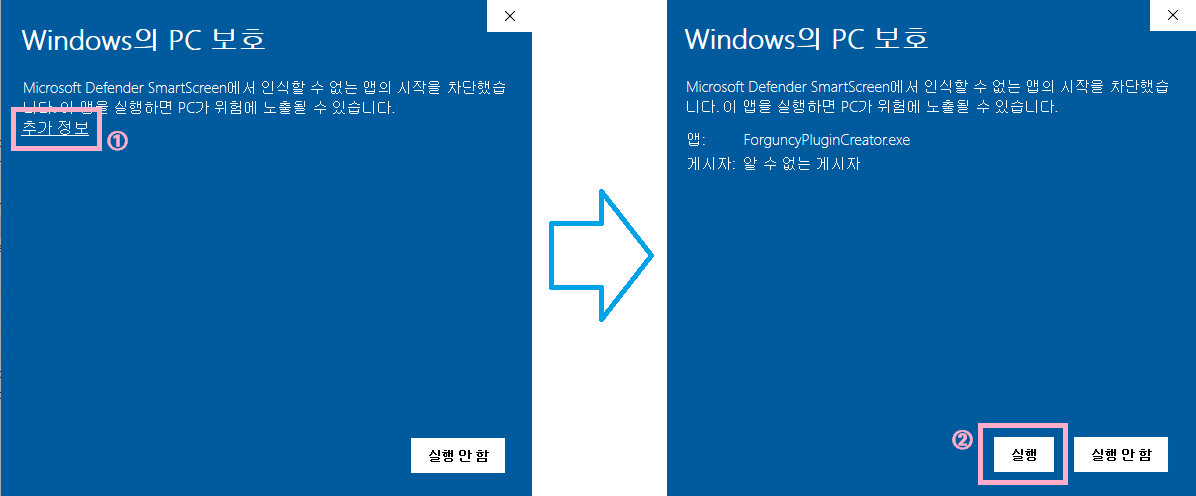 Windows의 PC 보호
Microsoft Defender SmartScreen에서 인식할 수 없는 앱의 시작을 차단했습
니다. 이 앱을 실행하면 PC가 위험에 노출될 수 있습니다.
추가 정보
①
실행 안 함
Windows의 PC 보호
Microsoft Defender SmartScreen에서 인식할 수 없는 앱의 시작을 차단했습
니다. 이 앱을 실행하면 PC가 위험에 노출될 수 있습니다.
앱: ForguncyPluginCreator.exe
게시자: 알 수 없는 게시자
② 실행 실행 안 함